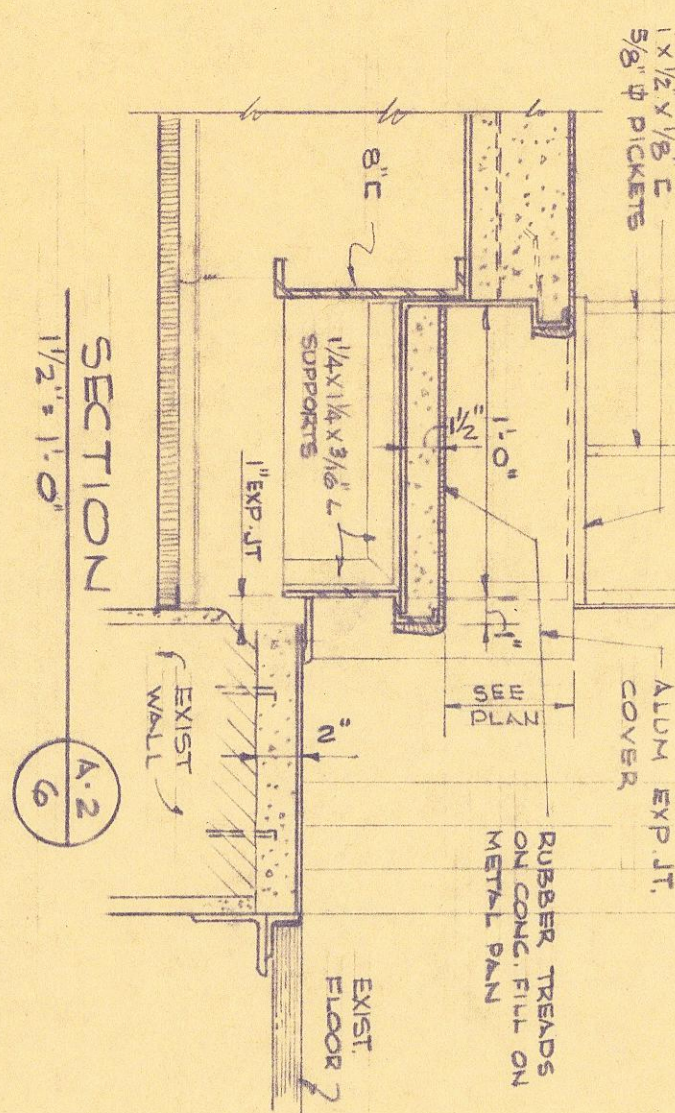 1 x 1/2 x 1/8 [
5/8" ф PICKETS
8" [
1 1/4 x 1 1/4 x 3/16" L
SUPPORTS
1 1/2"
1'-0"
1"
1" EXP. JT
SEE
PLAN
ALUM EXP. JT.
COVER
RUBBER TREADS
ON CONC. FILL ON
METAL PAN
2"
EXIST
WALL
EXIST.
FLOOR
SECTION
1 1/2" = 1'-0"
A-2
6